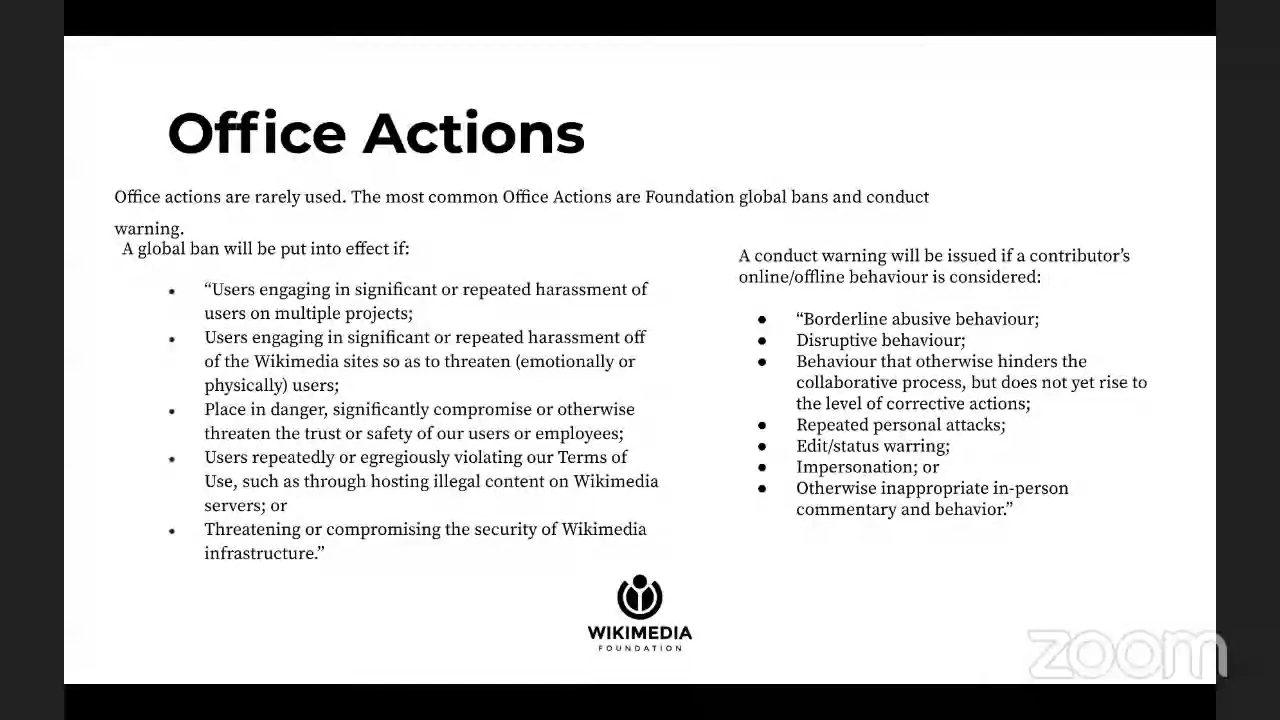 Office Actions
Office actions are rarely used. The most common Office Actions are Foundation global bans and conduct
warning.
A global ban will be put into effect if:
• “Users engaging in significant or repeated harassment of
users on multiple projects;
• Users engaging in significant or repeated harassment off
of the Wikimedia sites so as to threaten (emotionally or
physically) users;
• Place in danger, significantly compromise or otherwise
threaten the trust or safety of our users or employees;
• Users repeatedly or egregiously violating our Terms of
Use, such as through hosting illegal content on Wikimedia
servers; or
• Threatening or compromising the security of Wikimedia
infrastructure.”
A conduct warning will be issued if a contributor’s
online/offline behaviour is considered:
● “Borderline abusive behaviour;
● Disruptive behaviour;
● Behaviour that otherwise hinders the
collaborative process, but does not yet rise to
the level of corrective actions;
● Repeated personal attacks;
● Edit/status warring;
● Impersonation; or
● Otherwise inappropriate in-person
commentary and behavior.”
WIKIMEDIA
FOUNDATION
zoom